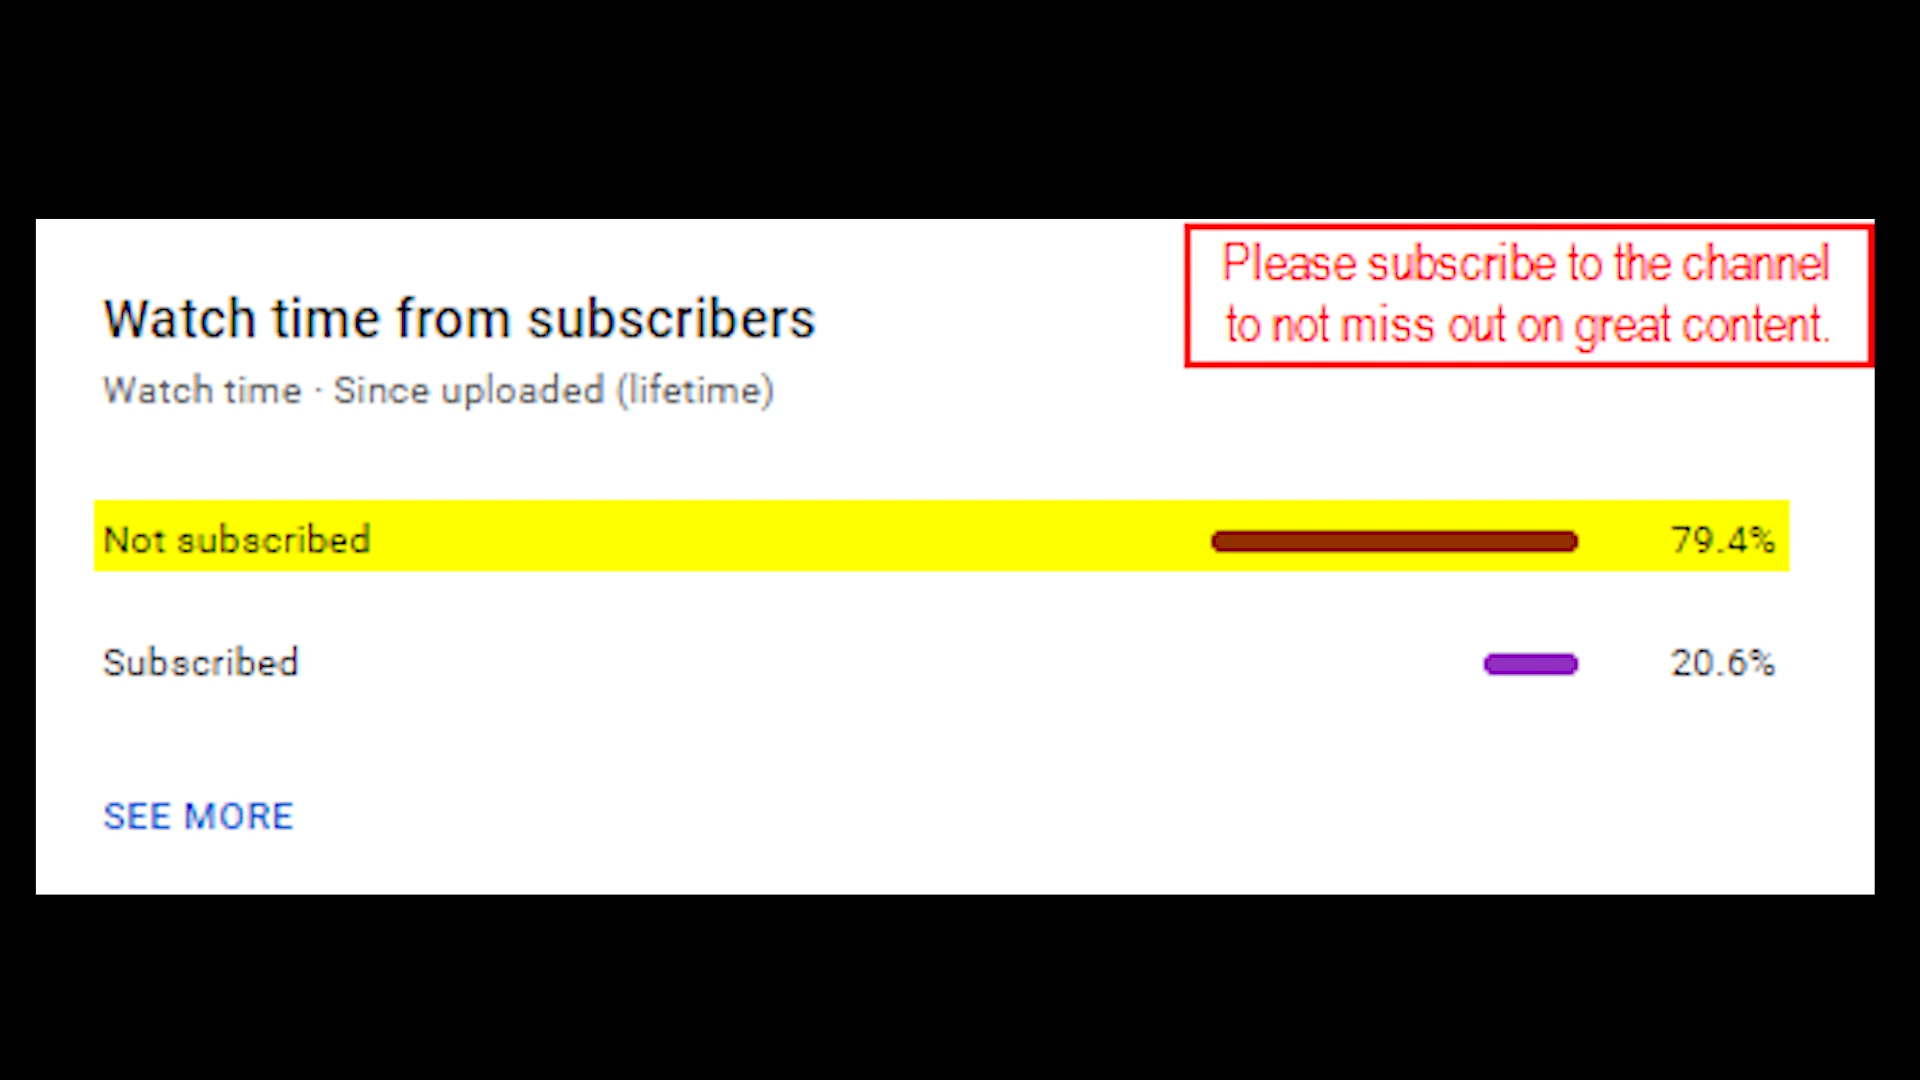 Please subscribe to the channel
to not miss out on great content.
Watch time from subscribers
Watch time · Since uploaded (lifetime)
Not subscribed 79.4%
Subscribed 20.6%
SEE MORE